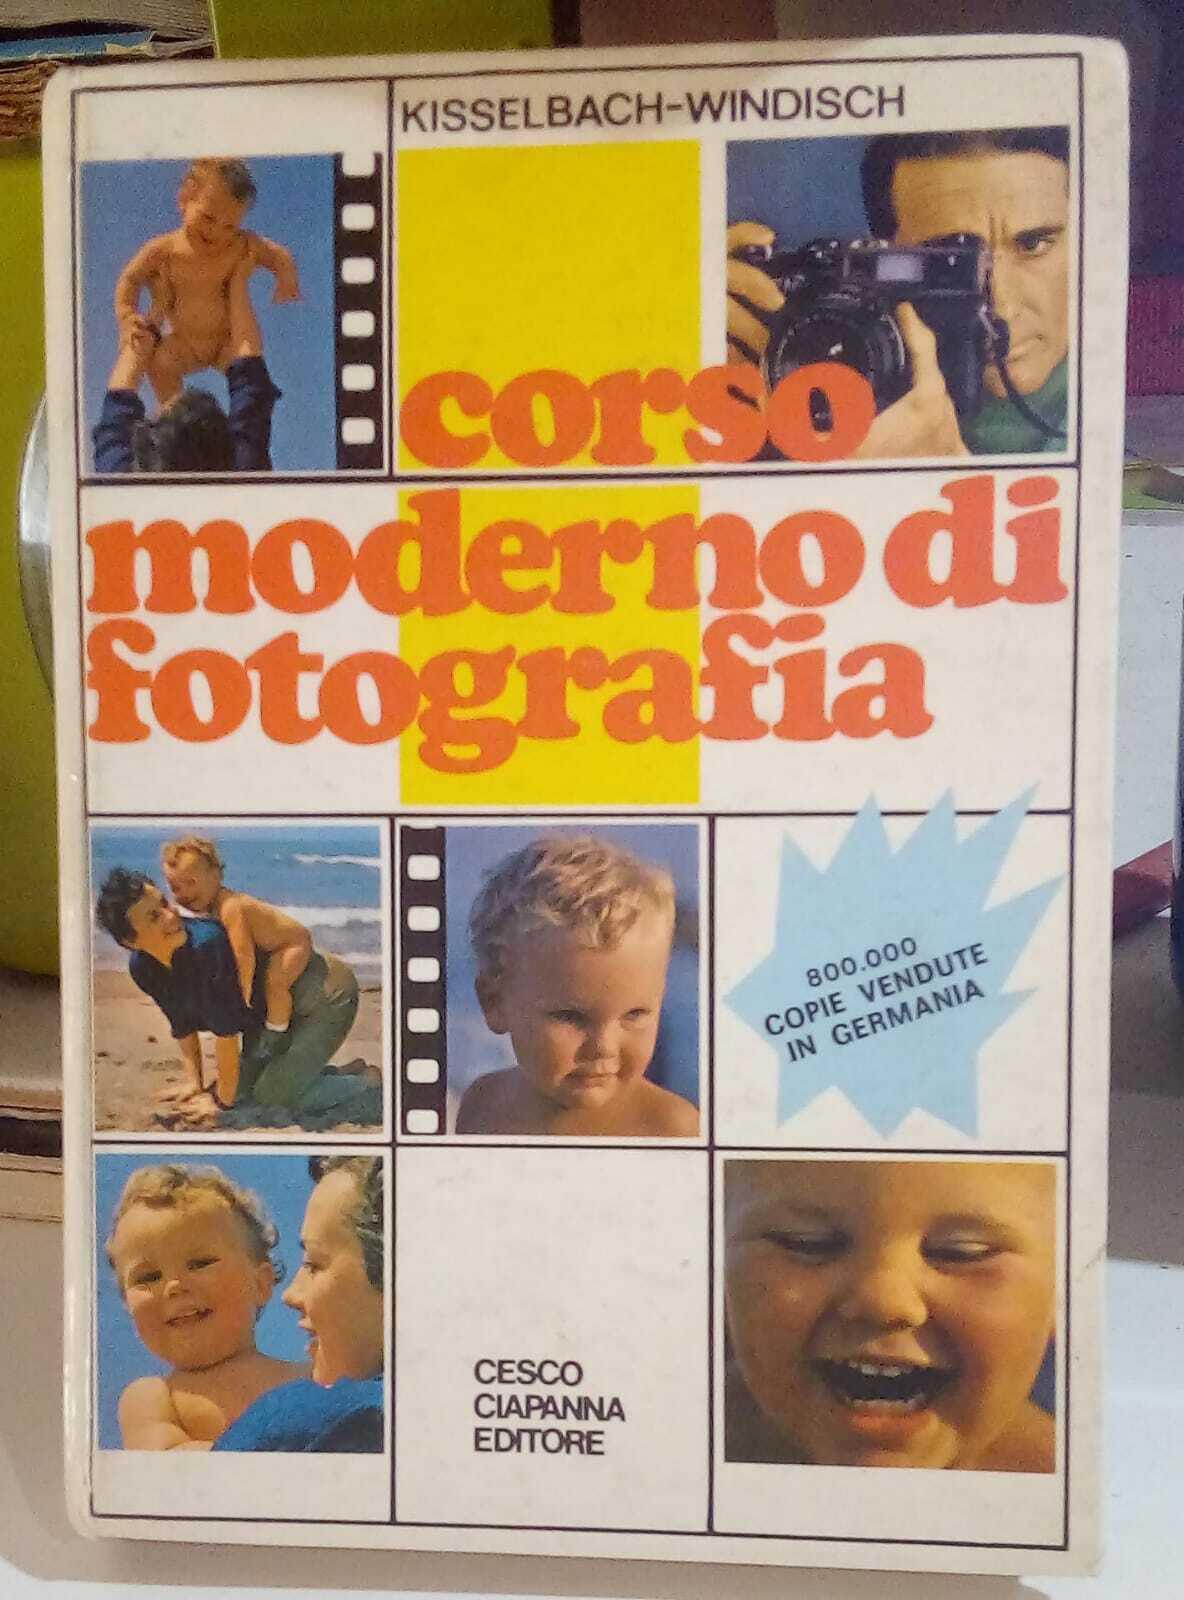 KISSELBACH-WINDISCH
corso
moderno di
fotografia
800.000
COPIE VENDUTE
IN GERMANIA
CESCO
CIAPANNA
EDITORE